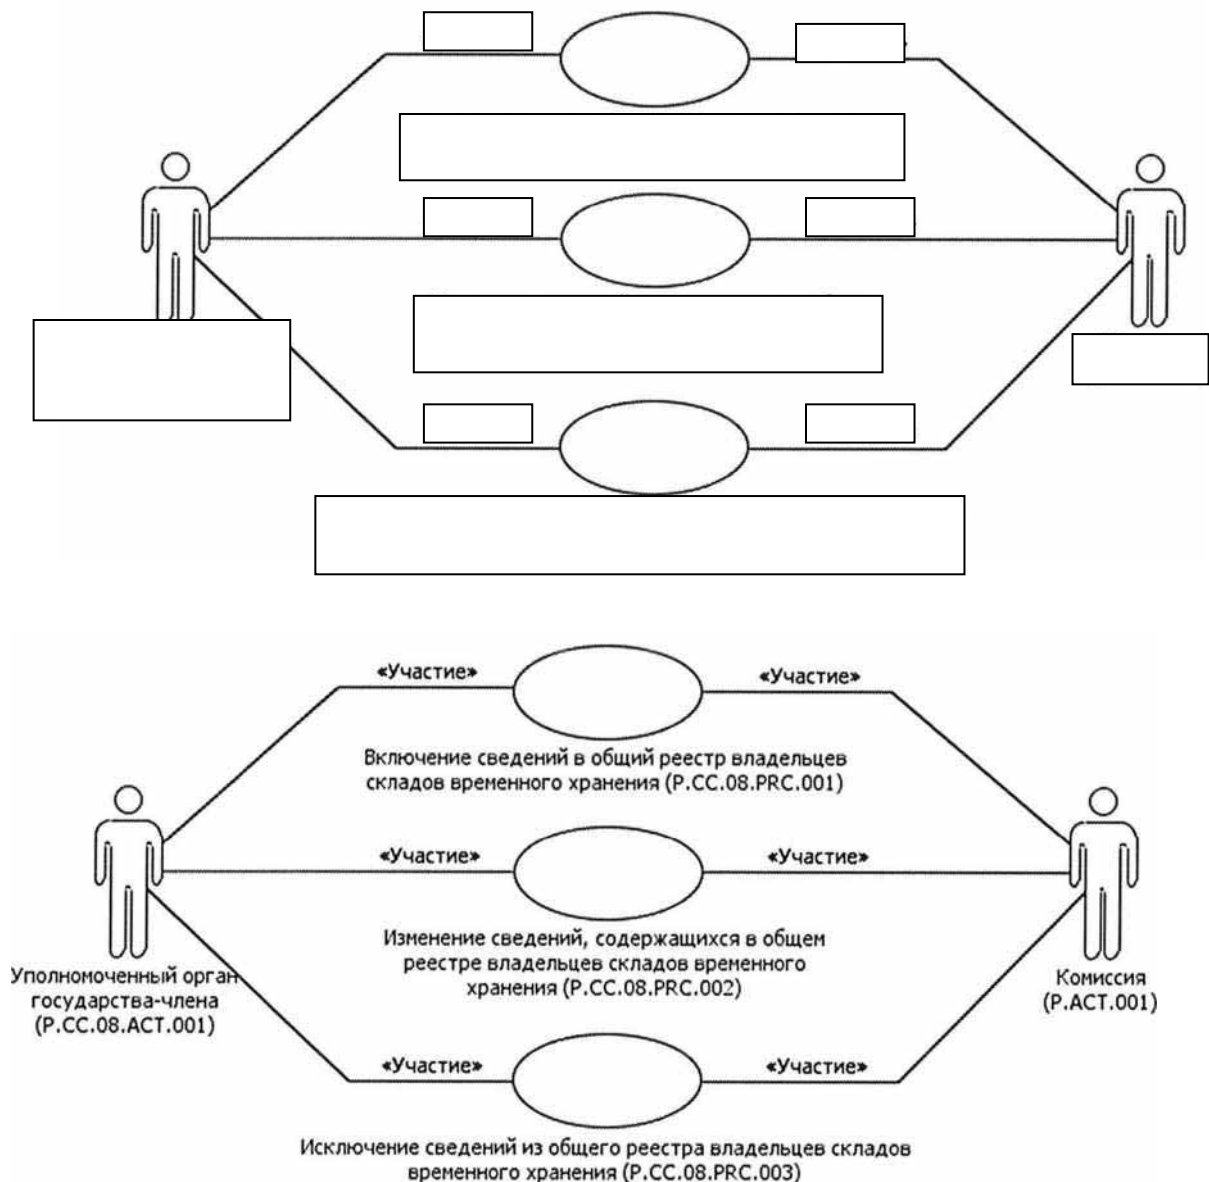 «Участие» «Участие»
Включение сведений в общий реестр владельцев
складов временного хранения (P.CC.08.PRC.001)
«Участие» «Участие»
Изменение сведений, содержащихся в общем
реестре владельцев складов временного
хранения (P.CC.08.PRC.002)
Уполномоченный орган
государства-члена
(P.CC.08.ACT.001)
Комиссия
(P.ACT.001)
«Участие» «Участие»
Исключение сведений из общего реестра владельцев складов
временного хранения (P.CC.08.PRC.003)